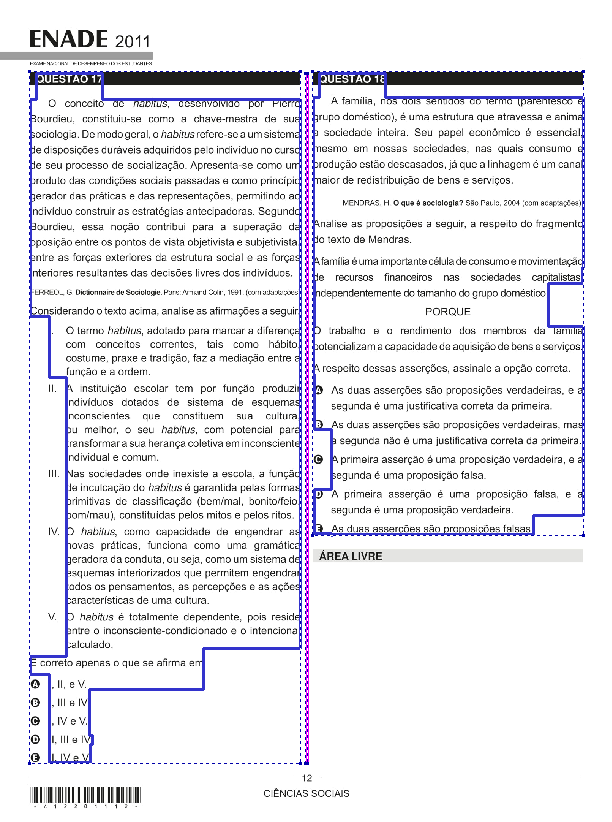 ENADE 2011
EXAME NACIONAL DE DESEMPENHO DOS ESTUDANTES
QUESTÃO 17
O conceito de habitus, desenvolvido por Pierre
Bourdieu, constituiu-se como a chave-mestra de sua
sociologia. De modo geral, o habitus refere-se a um sistema
de disposições duráveis adquiridos pelo indivíduo no curso
de seu processo de socialização. Apresenta-se como um
produto das condições sociais passadas e como princípio
gerador das práticas e das representações, permitindo ao
indivíduo construir as estratégias antecipadoras. Segundo
Bourdieu, essa noção contribui para a superação da
oposição entre os pontos de vista objetivista e subjetivista,
entre as forças exteriores da estrutura social e as forças
interiores resultantes das decisões livres dos indivíduos.
FERREOL, G. Dictionnaire de Sociologie. Paris: Armand Colin, 1991. (com adaptações)
Considerando o texto acima, analise as afirmações a seguir.
I. O termo habitus, adotado para marcar a diferença
com conceitos correntes, tais como hábito,
costume, praxe e tradição, faz a mediação entre a
função e a ordem.
II. A instituição escolar tem por função produzir
indivíduos dotados de sistema de esquemas
inconscientes que constituem sua cultura,
ou melhor, o seu habitus, com potencial para
transformar a sua herança coletiva em inconsciente
individual e comum.
III. Nas sociedades onde inexiste a escola, a função
de inculcação do habitus é garantida pelas formas
primitivas de classificação (bem/mal, bonito/feio,
bom/mau), constituídas pelos mitos e pelos ritos.
IV. O habitus, como capacidade de engendrar as
novas práticas, funciona como uma gramática
geradora da conduta, ou seja, como um sistema de
esquemas interiorizados que permitem engendrar
todos os pensamentos, as percepções e as ações
características de uma cultura.
V. O habitus é totalmente dependente, pois reside
entre o inconsciente-condicionado e o intencional
calculado.
É correto apenas o que se afirma em
A I, II, e V.
B I, III e IV.
C I, IV e V.
D II, III e IV.
E II, IV e V.
QUESTÃO 18
A família, nos dois sentidos do termo (parentesco e
grupo doméstico), é uma estrutura que atravessa e anima
a sociedade inteira. Seu papel econômico é essencial,
mesmo em nossas sociedades, nas quais consumo e
produção estão descasados, já que a linhagem é um canal
maior de redistribuição de bens e serviços.
MENDRAS, H. O que é sociologia? São Paulo, 2004 (com adaptações).
Analise as proposições a seguir, a respeito do fragmento
do texto de Mendras.
A família é uma importante célula de consumo e movimentação
de recursos financeiros nas sociedades capitalistas,
independentemente do tamanho do grupo doméstico
PORQUE
O trabalho e o rendimento dos membros da família
potencializam a capacidade de aquisição de bens e serviços.
A respeito dessas asserções, assinale a opção correta.
A As duas asserções são proposições verdadeiras, e a
segunda é uma justificativa correta da primeira.
B As duas asserções são proposições verdadeiras, mas
a segunda não é uma justificativa correta da primeira.
C A primeira asserção é uma proposição verdadeira, e a
segunda é uma proposição falsa.
D A primeira asserção é uma proposição falsa, e a
segunda é uma proposição verdadeira.
E As duas asserções são proposições falsas.
ÁREA LIVRE
12
CIÊNCIAS SOCIAIS